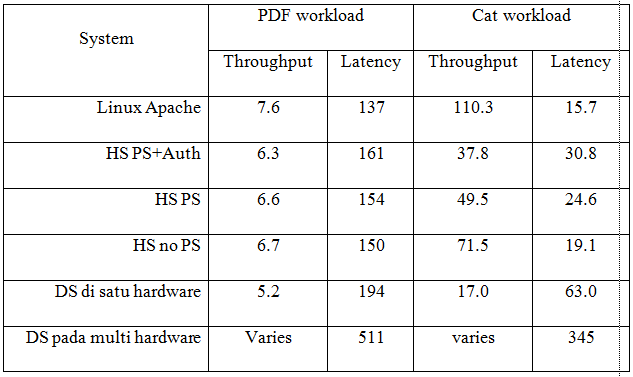 System PDF workload Cat workload
Throughput Latency Throughput Latency
Linux Apache 7.6 137 110.3 15.7
HS PS+Auth 6.3 161 37.8 30.8
HS PS 6.6 154 49.5 24.6
HS no PS 6.7 150 71.5 19.1
DS di satu hardware 5.2 194 17.0 63.0
DS pada multi hardware Varies 511 varies 345